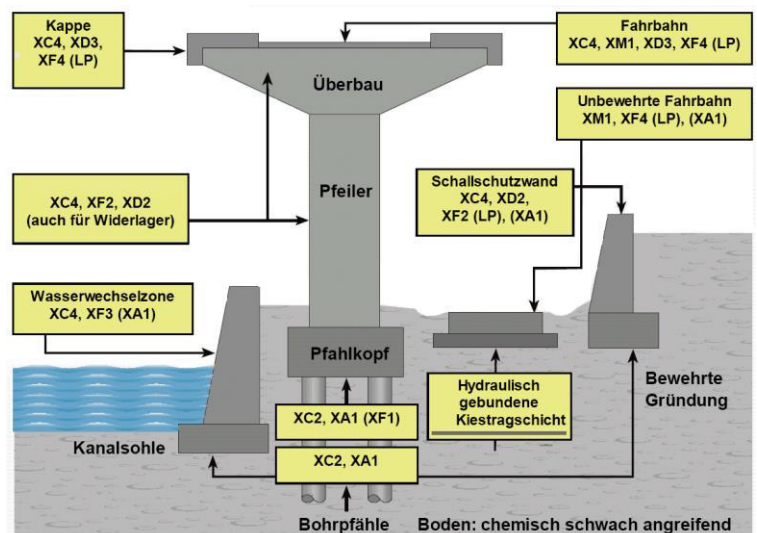 Kappe
XC4, XD3,
XF4 (LP)
Fahrbahn
XC4, XM1, XD3, XF4 (LP)
Überbau
Unbewehrte Fahrbahn
XM1, XF4 (LP), (XA1)
XC4, XF2, XD2
(auch für Widerlager)
Pfeiler
Schallschutzwand
XC4, XD2,
XF2 (LP), (XA1)
Wasserwechselzone
XC4, XF3 (XA1)
Pfahlkopf
Hydraulisch
gebundene
Kiestragschicht
Bewehrte
Gründung
XC2, XA1 (XF1)
Kanalsohle
XC2, XA1
Bohrpfähle
Boden: chemisch schwach angreifend